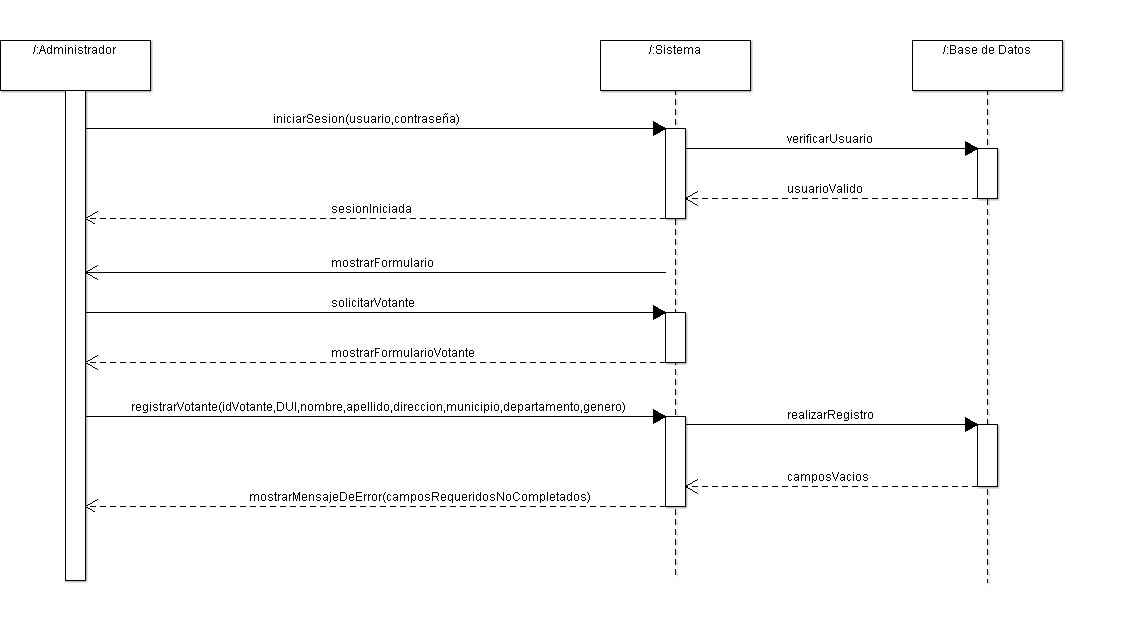 /:Administrador
/:Sistema
/:Base de Datos
iniciarSesion(usuario,contraseña)
verificarUsuario
usuarioValido
sesionIniciada
mostrarFormulario
solicitarVotante
mostrarFormularioVotante
registrarVotante(idVotante,DUI,nombre,apellido,direccion,municipio,departamento,genero)
realizarRegistro
camposVacios
mostrarMensajeDeError(camposRequeridosNoCompletados)